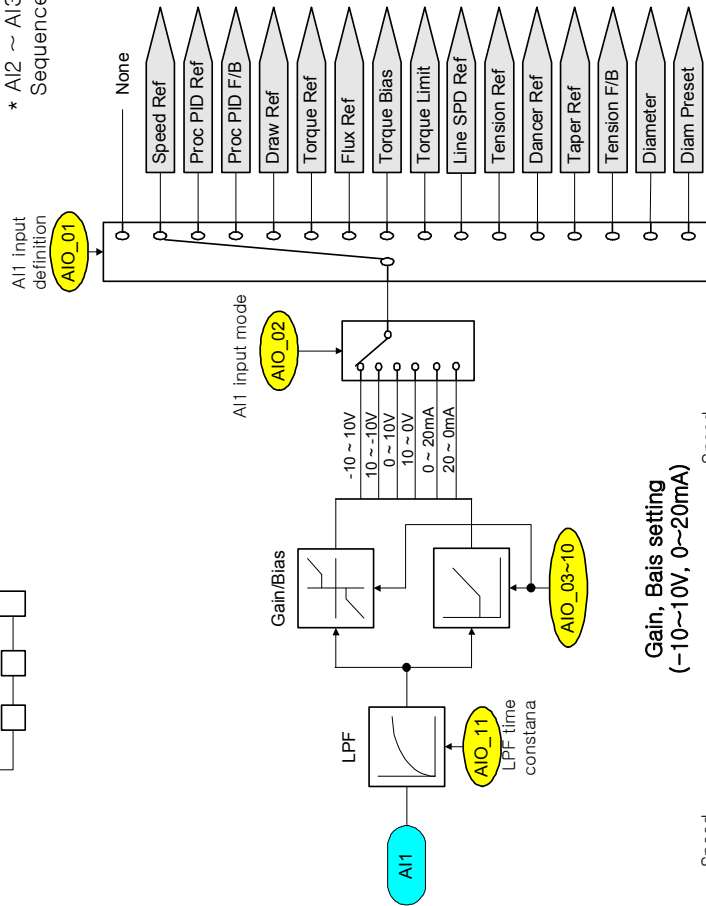 * AI2 ~ AI3
Sequence
AI1 input
definition
AIO_01
None
Speed Ref
Proc PID Ref
Proc PID F/B
Draw Ref
Torque Ref
Flux Ref
Torque Bias
Torque Limit
Line SPD Ref
Tension Ref
Dancer Ref
Taper Ref
Tension F/B
Diameter
Diam Preset
AI1 input mode
AIO_02
-10 ~ 10V
10 ~ -10V
0 ~ 10V
10 ~ 0V
0 ~ 20mA
20 ~ 0mA
Gain/Bias
AIO_03~10
LPF
AIO_11
LPF time
constana
AI1
Gain, Bais setting
(-10~10V, 0~20mA)
Speed
Speed